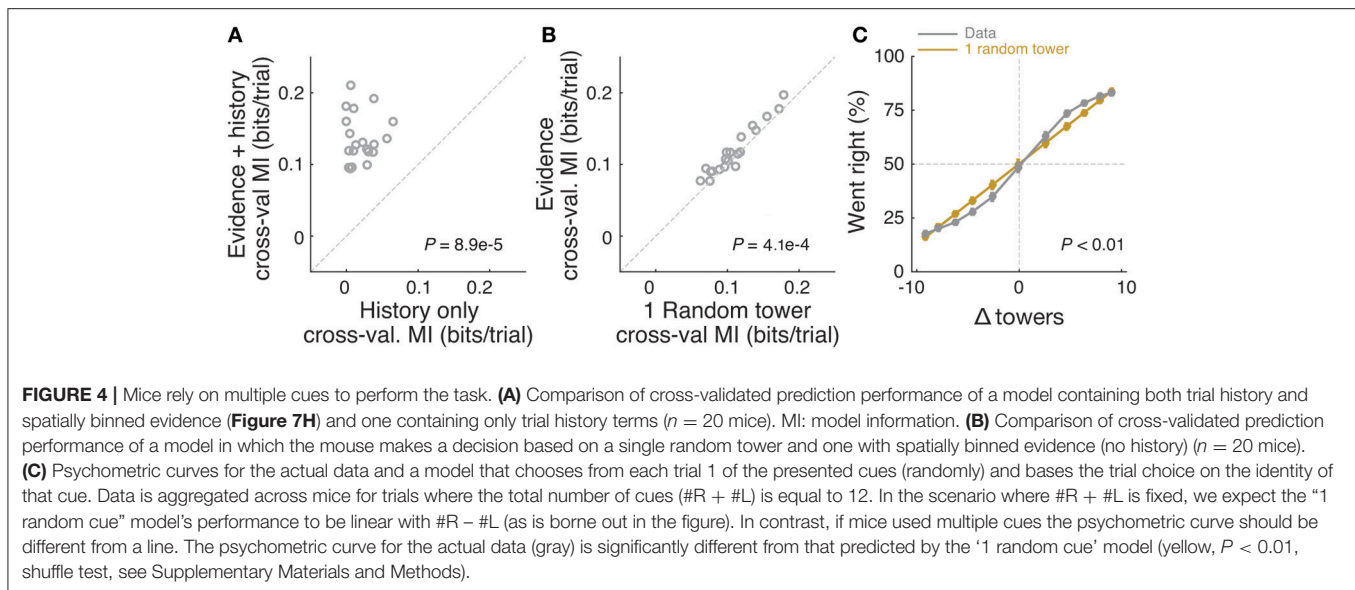 A
Evidence + history
cross-val. MI (bits/trial)
0.2
0.1
0
P = 8.9e-5
0 0.1 0.2
History only
cross-val. MI (bits/trial)
B
Evidence
cross-val. MI (bits/trial)
0.2
0.1
0
P = 4.1e-4
0 0.1 0.2
1 Random tower
cross-val MI (bits/trial)
C
Data
1 random tower
Went right (%)
100
75
50
25
0
P < 0.01
-10 0 10
Δ towers
FIGURE 4 | Mice rely on multiple cues to perform the task. (A) Comparison of cross-validated prediction performance of a model containing both trial history and
spatially binned evidence (Figure 7H) and one containing only trial history terms (n = 20 mice). MI: model information. (B) Comparison of cross-validated prediction
performance of a model in which the mouse makes a decision based on a single random tower and one with spatially binned evidence (no history) (n = 20 mice).
(C) Psychometric curves for the actual data and a model that chooses from each trial 1 of the presented cues (randomly) and bases the trial choice on the identity of
that cue. Data is aggregated across mice for trials where the total number of cues (#R + #L) is equal to 12. In the scenario where #R + #L is fixed, we expect the “1
random cue” model’s performance to be linear with #R – #L (as is borne out in the figure). In contrast, if mice used multiple cues the psychometric curve should be
different from a line. The psychometric curve for the actual data (gray) is significantly different from that predicted by the ‘1 random cue’ model (yellow, P < 0.01,
shuffle test, see Supplementary Materials and Methods).